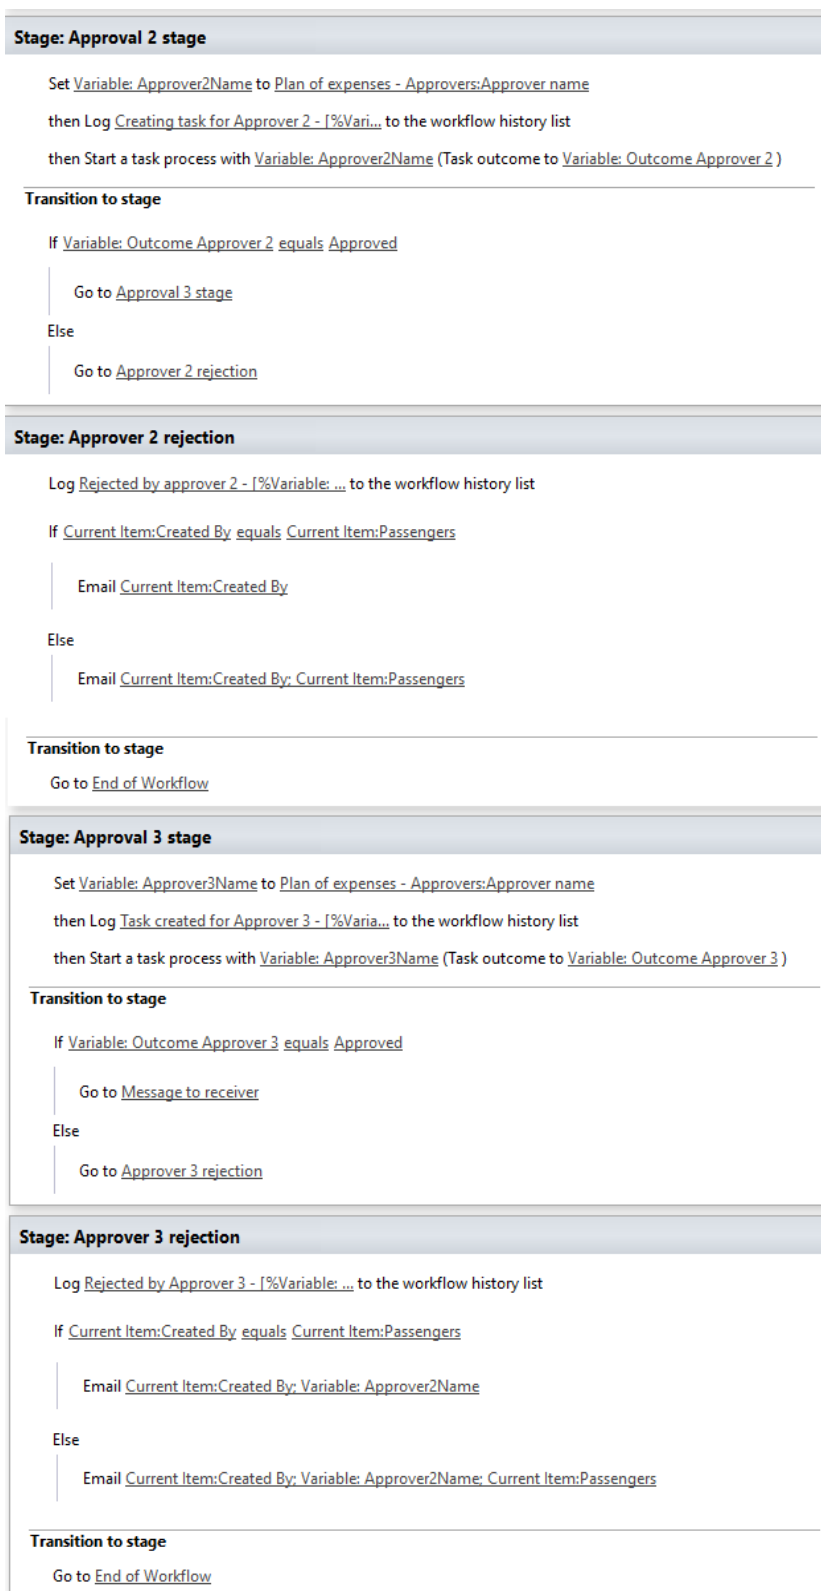 Stage: Approval 2 stage
Set Variable: Approver2Name to Plan of expenses - Approvers:Approver name
then Log Creating task for Approver 2 - [%Vari... to the workflow history list
then Start a task process with Variable: Approver2Name (Task outcome to Variable: Outcome Approver 2 )
Transition to stage
If Variable: Outcome Approver 2 equals Approved
Go to Approval 3 stage
Else
Go to Approver 2 rejection
Stage: Approver 2 rejection
Log Rejected by approver 2 - [%Variable: ... to the workflow history list
If Current Item:Created By equals Current Item:Passengers
Email Current Item:Created By
Else
Email Current Item:Created By; Current Item:Passengers
Transition to stage
Go to End of Workflow
Stage: Approval 3 stage
Set Variable: Approver3Name to Plan of expenses - Approvers:Approver name
then Log Task created for Approver 3 - [%Varia... to the workflow history list
then Start a task process with Variable: Approver3Name (Task outcome to Variable: Outcome Approver 3 )
Transition to stage
If Variable: Outcome Approver 3 equals Approved
Go to Message to receiver
Else
Go to Approver 3 rejection
Stage: Approver 3 rejection
Log Rejected by Approver 3 - [%Variable: ... to the workflow history list
If Current Item:Created By equals Current Item:Passengers
Email Current Item:Created By; Variable: Approver2Name
Else
Email Current Item:Created By; Variable: Approver2Name; Current Item:Passengers
Transition to stage
Go to End of Workflow